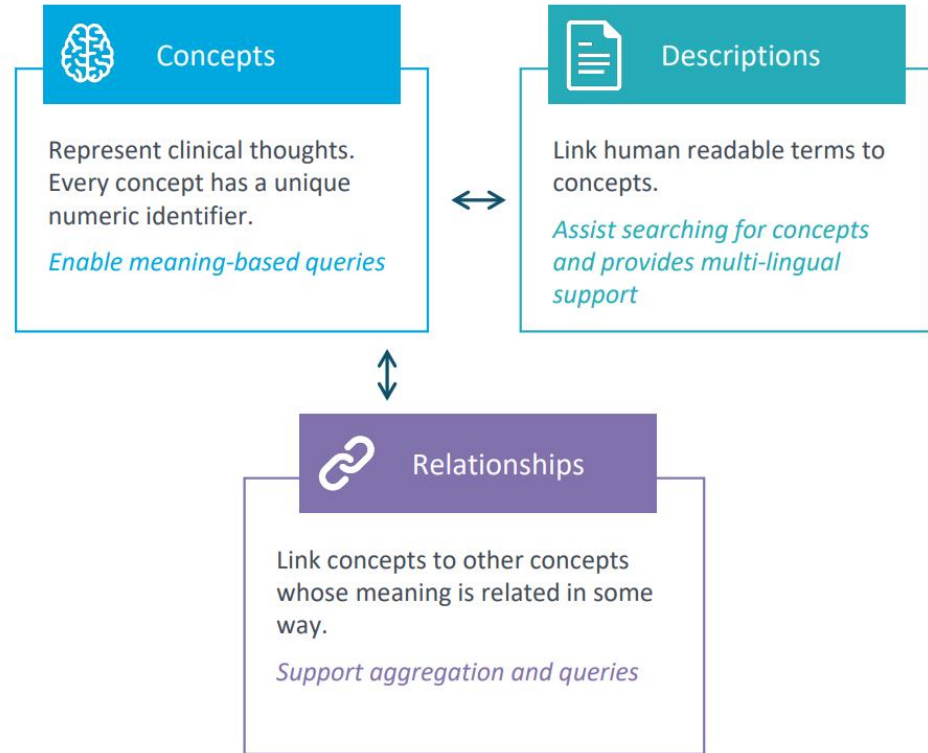 Concepts
Represent clinical thoughts.
Every concept has a unique
numeric identifier.
Enable meaning-based queries
Descriptions
Link human readable terms to
concepts.
Assist searching for concepts
and provides multi-lingual
support
Relationships
Link concepts to other concepts
whose meaning is related in some
way.
Support aggregation and queries